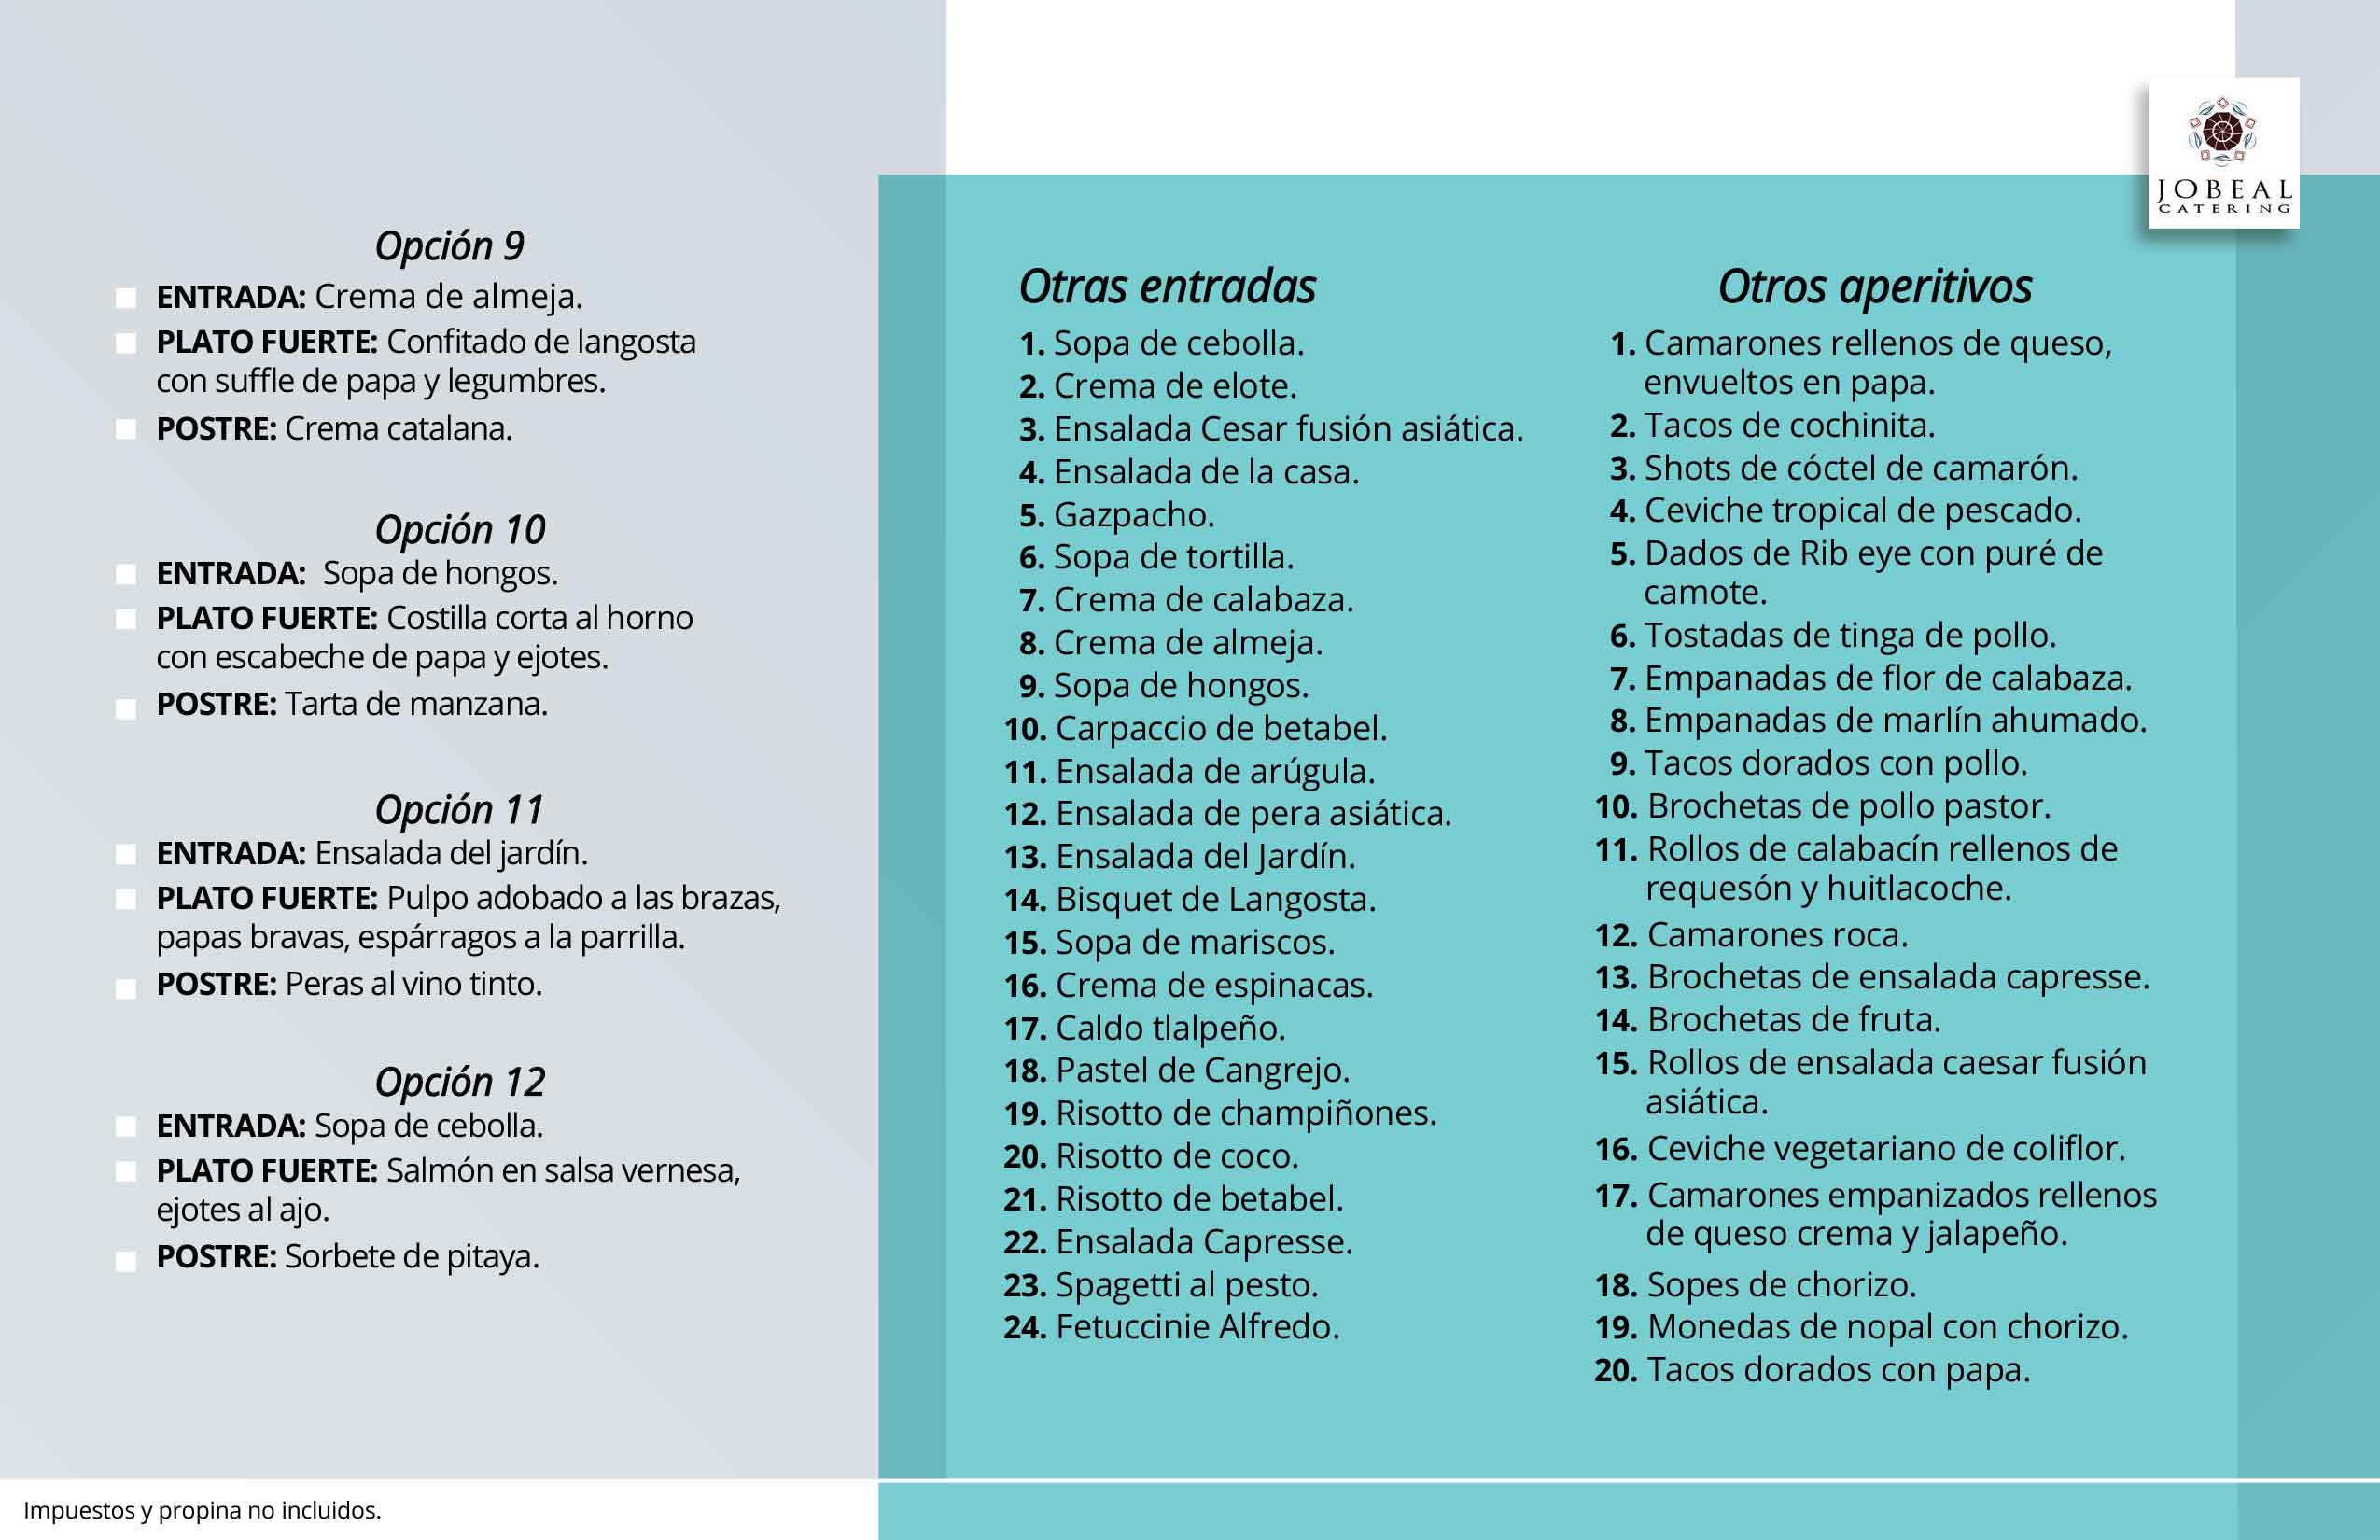 JOBEAL
CATERING
Opción 9
ENTRADA: Crema de almeja.
PLATO FUERTE: Confitado de langosta
con suffle de papa y legumbres.
POSTRE: Crema catalana.
Opción 10
ENTRADA: Sopa de hongos.
PLATO FUERTE: Costilla corta al horno
con escabeche de papa y ejotes.
POSTRE: Tarta de manzana.
Opción 11
ENTRADA: Ensalada del jardín.
PLATO FUERTE: Pulpo adobado a las brazas,
papas bravas, espárragos a la parrilla.
POSTRE: Peras al vino tinto.
Opción 12
ENTRADA: Sopa de cebolla.
PLATO FUERTE: Salmón en salsa vernesa,
ejotes al ajo.
POSTRE: Sorbete de pitaya.
Otras entradas
1. Sopa de cebolla.
2. Crema de elote.
3. Ensalada Cesar fusión asiática.
4. Ensalada de la casa.
5. Gazpacho.
6. Sopa de tortilla.
7. Crema de calabaza.
8. Crema de almeja.
9. Sopa de hongos.
10. Carpaccio de betabel.
11. Ensalada de arúgula.
12. Ensalada de pera asiática.
13. Ensalada del Jardín.
14. Bisquet de Langosta.
15. Sopa de mariscos.
16. Crema de espinacas.
17. Caldo tlalpeño.
18. Pastel de Cangrejo.
19. Risotto de champiñones.
20. Risotto de coco.
21. Risotto de betabel.
22. Ensalada Capresse.
23. Spagetti al pesto.
24. Fetuccinie Alfredo.
Otros aperitivos
1. Camarones rellenos de queso,
envueltos en papa.
2. Tacos de cochinita.
3. Shots de cóctel de camarón.
4. Ceviche tropical de pescado.
5. Dados de Rib eye con puré de
camote.
6. Tostadas de tinga de pollo.
7. Empanadas de flor de calabaza.
8. Empanadas de marlín ahumado.
9. Tacos dorados con pollo.
10. Brochetas de pollo pastor.
11. Rollos de calabacín rellenos de
requesón y huitlacoche.
12. Camarones roca.
13. Brochetas de ensalada capresse.
14. Brochetas de fruta.
15. Rollos de ensalada caesar fusión
asiática.
16. Ceviche vegetariano de coliflor.
17. Camarones empanizados rellenos
de queso crema y jalapeño.
18. Sopes de chorizo.
19. Monedas de nopal con chorizo.
20. Tacos dorados con papa.
Impuestos y propina no incluidos.